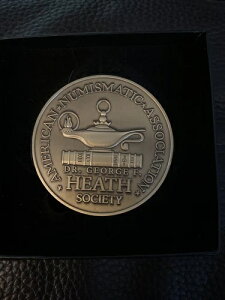 AMERICAN NUMISMATIC ASSOCIATION
DR. GEORGE F.
HEATH
SOCIETY